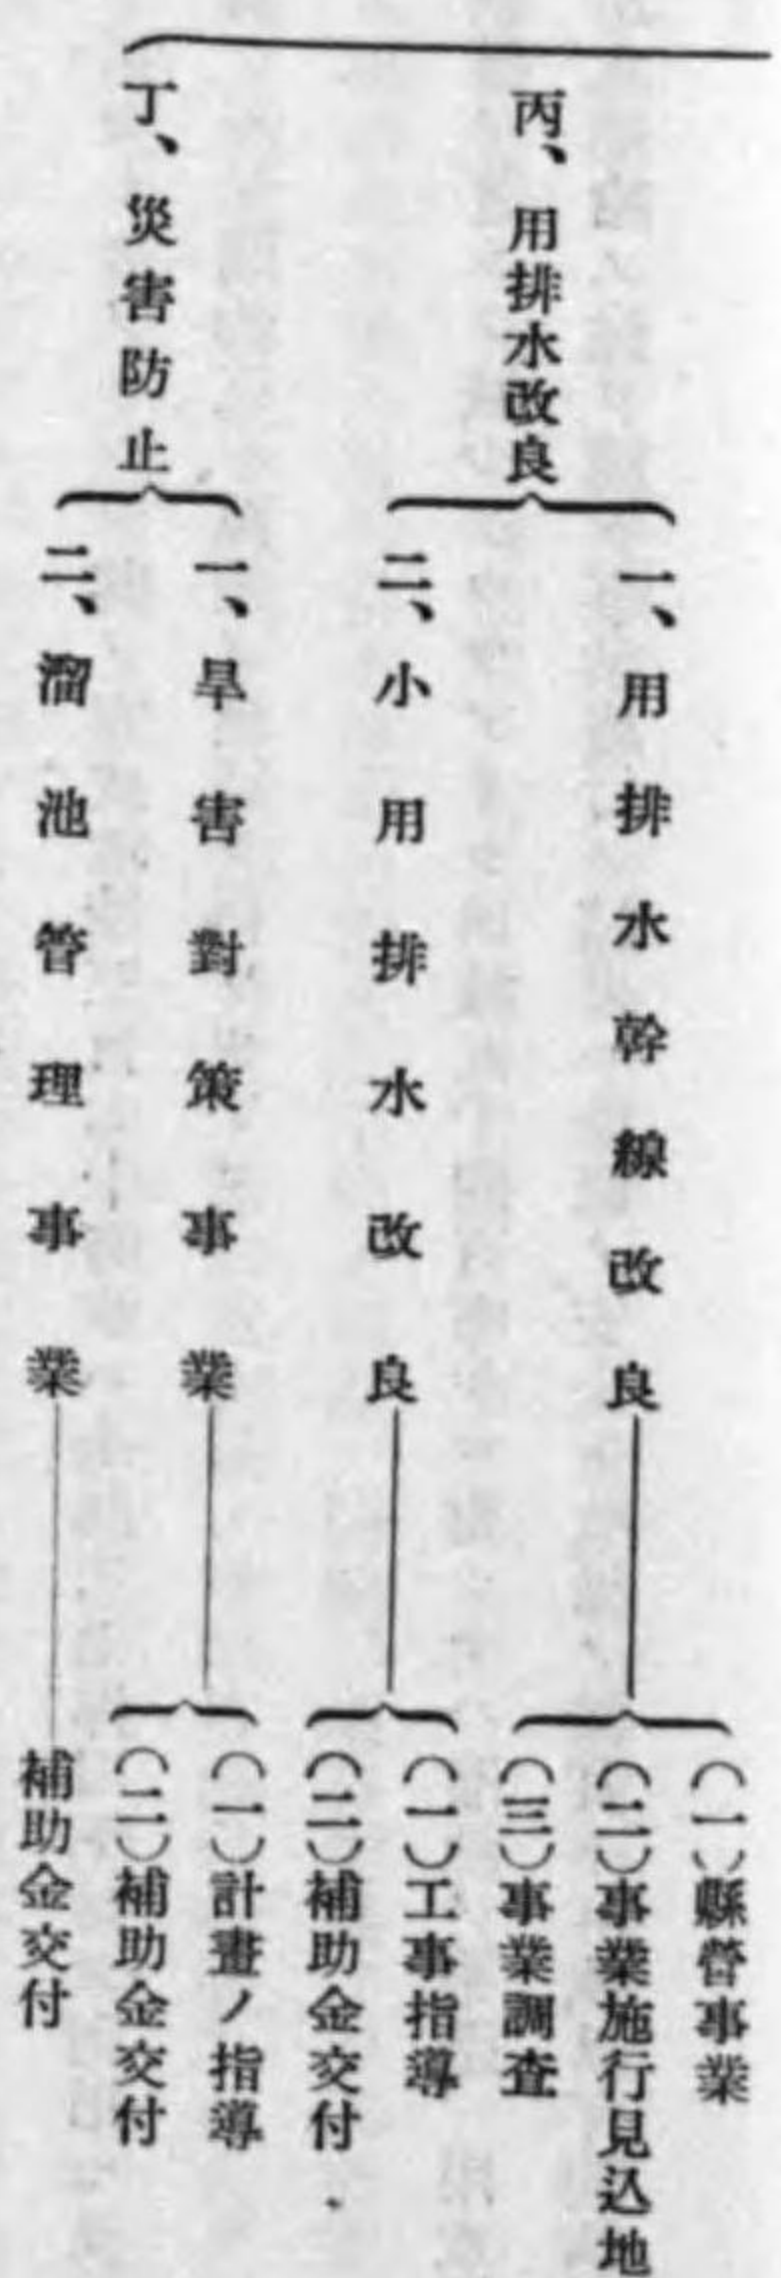 丙、用排水改良
一、用排水幹線改良
(一)縣營事業
(二)事業施行見込地
(三)事業調査
二、小用排水改良
(一)工事指導
(二)補助金交付
丁、災害防止
一、旱害對策事業
(一)計畫ノ指導
(二)補助金交付
二、溜池管理事業
補助金交付